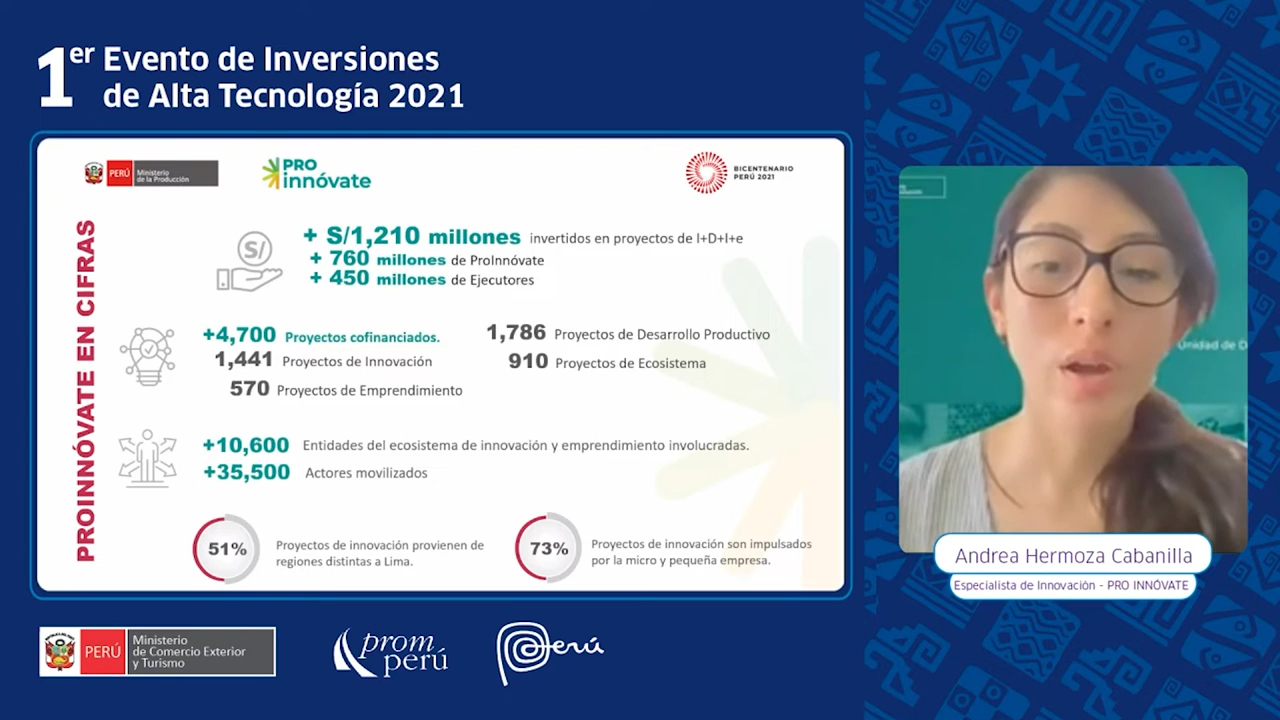 1er Evento de Inversiones
de Alta Tecnología 2021
PERÚ
Ministerio
de la Producción
PRO
innóvate
BICENTENARIO
PERÚ 2021
PROINNÓVATE EN CIFRAS
S/
+ S/1,210 millones invertidos en proyectos de I+D+I+e
+ 760 millones de ProInnóvate
+ 450 millones de Ejecutores
+4,700 Proyectos cofinanciados.
1,441 Proyectos de Innovación
570 Proyectos de Emprendimiento
1,786 Proyectos de Desarrollo Productivo
910 Proyectos de Ecosistema
+10,600 Entidades del ecosistema de innovación y emprendimiento involucradas.
+35,500 Actores movilizados
51%
Proyectos de innovación provienen de
regiones distintas a Lima.
73%
Proyectos de innovación son impulsados
por la micro y pequeña empresa.
Unidad de D
Andrea Hermoza Cabanilla
Especialista de Innovación - PRO INNÓVATE
PERÚ
Ministerio
de Comercio Exterior
y Turismo
prom
perú
Perú